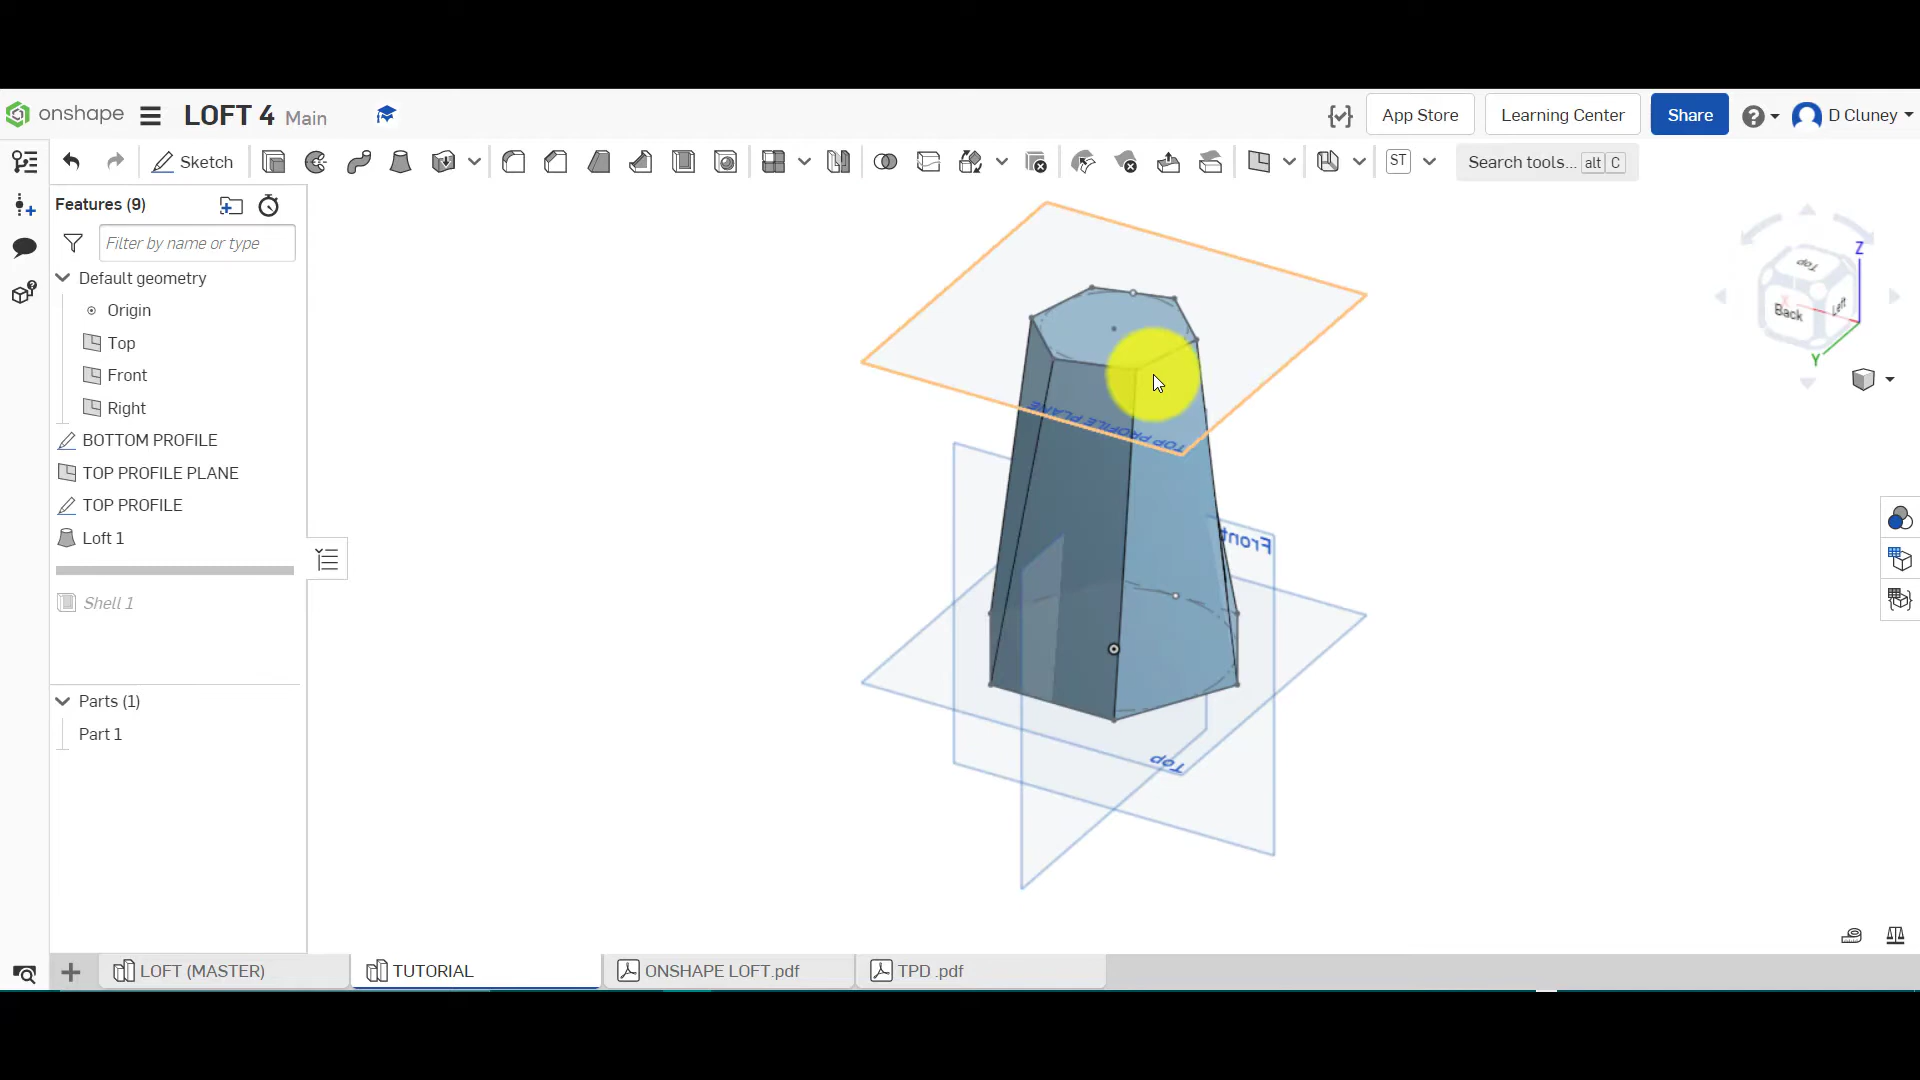 onshape
LOFT 4 Main
App Store
Learning Center
Share
D Cluney
Sketch
ST
Search tools... alt C
Features (9)
Filter by name or type
Default geometry
Origin
Top
Front
Right
BOTTOM PROFILE
TOP PROFILE PLANE
TOP PROFILE
Loft 1
Shell 1
Parts (1)
Part 1
TOP PROFILE PLANE
Front
Top
Top
Back
Left
Z
X
Y
LOFT (MASTER)
TUTORIAL
ONSHAPE LOFT.pdf
TPD .pdf